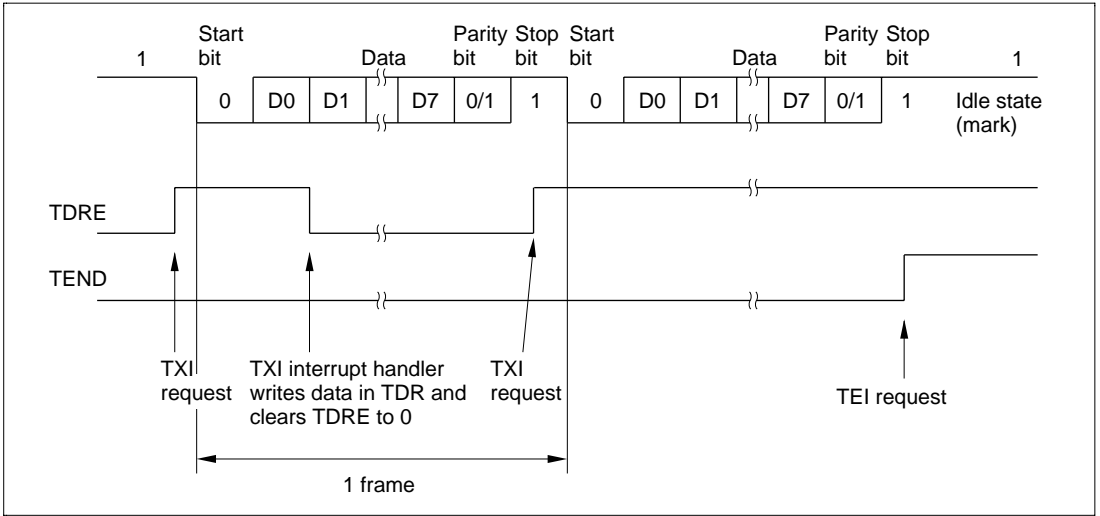 Start Parity Stop Start Parity Stop
1 bit Data bit bit bit Data bit bit 1
0 D0 D1 D7 0/1 1 0 D0 D1 D7 0/1 1 Idle state
(mark)
TDRE
TEND
TXI
request
TXI interrupt handler
writes data in TDR and
clears TDRE to 0
TXI
request
TEI request
1 frame